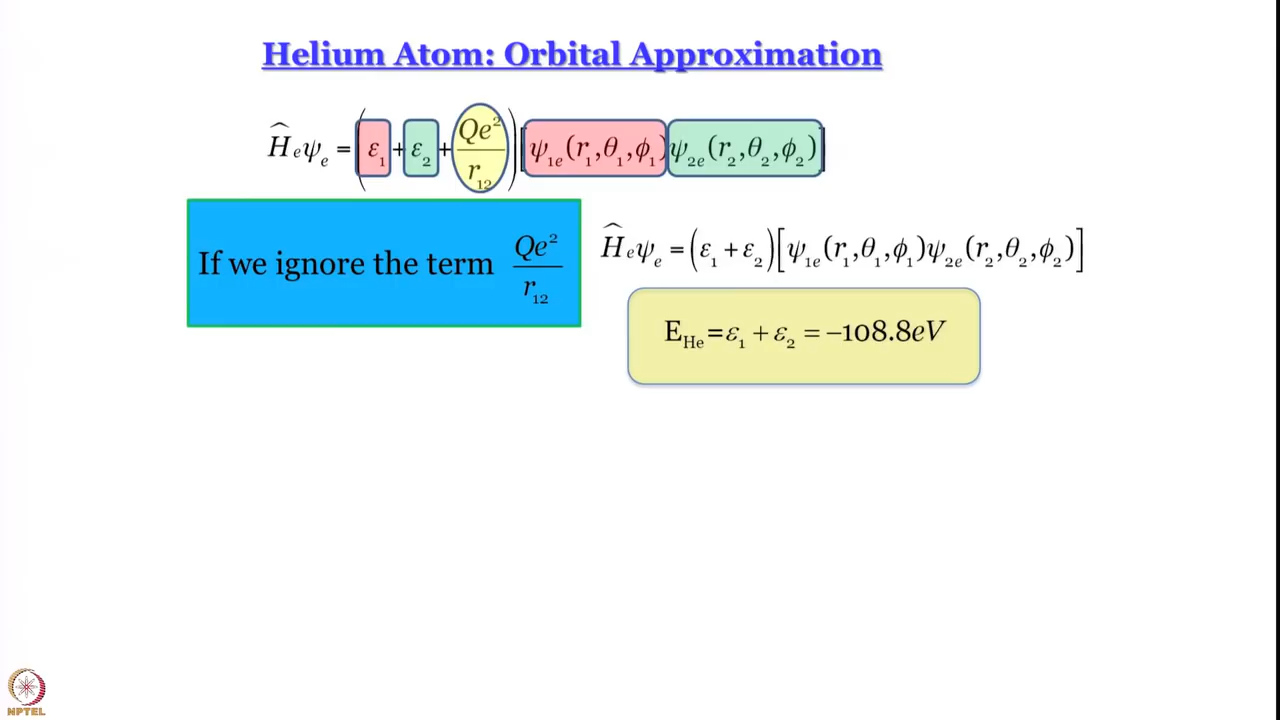 Helium Atom: Orbital Approximation
Ĥₑψₑ = (ε₁ + ε₂ + Qe²/r₁₂)[ψ₁ₑ(r₁,θ₁,ϕ₁)ψ₂ₑ(r₂,θ₂,ϕ₂)]
If we ignore the term Qe²/r₁₂
Ĥₑψₑ = (ε₁ + ε₂)[ψ₁ₑ(r₁,θ₁,ϕ₁)ψ₂ₑ(r₂,θ₂,ϕ₂)]
E_He = ε₁ + ε₂ = −108.8eV
NPTEL